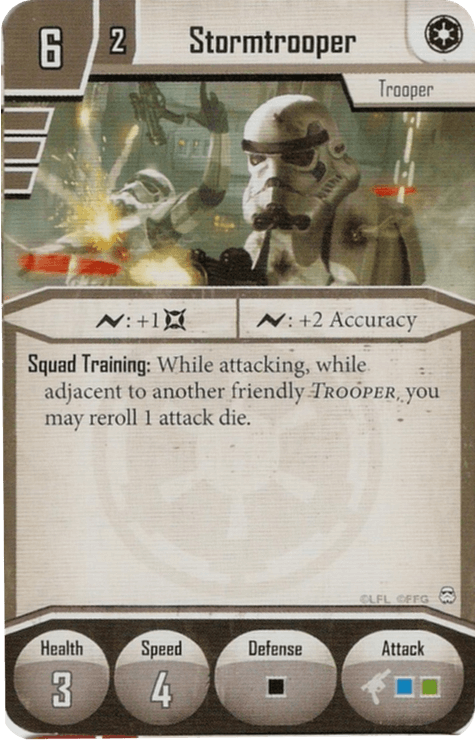 6 2 Stormtrooper
Trooper
: +1 : +2 Accuracy
Squad Training: While attacking, while
adjacent to another friendly TROOPER, you
may reroll 1 attack die.
©LFL ©FFG
Health Speed Defense Attack
3 4